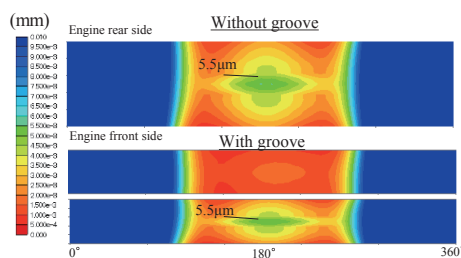 (mm)
Without groove
Engine rear side
0.010
9.500e-3
9.000e-3
8.500e-3
8.000e-3
7.500e-3
7.000e-3
6.500e-3
6.000e-3
5.500e-3
5.000e-3
4.500e-3
4.000e-3
3.500e-3
3.000e-3
2.500e-3
2.000e-3
1.500e-3
1.000e-3
5.000e-4
0.000
5.5μm
Engine front side
With groove
5.5μm
0° 180° 360